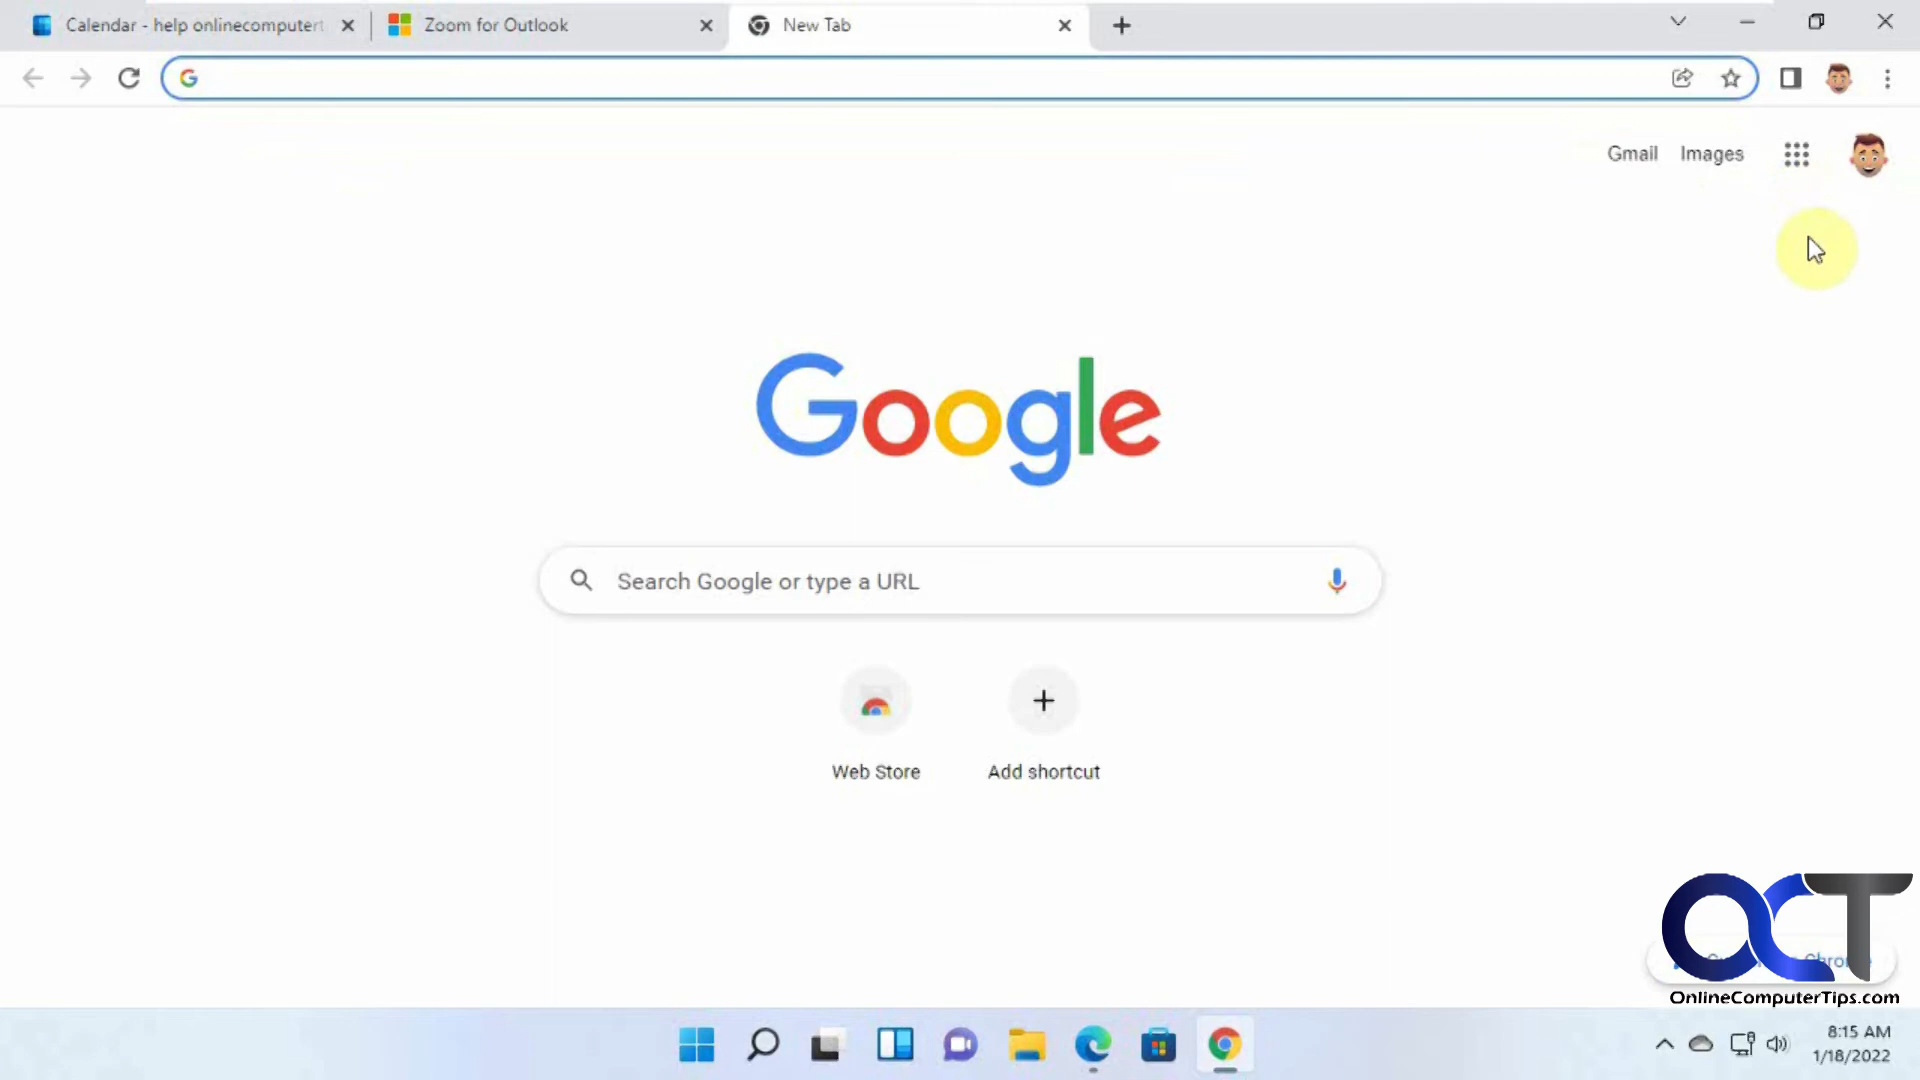 Calendar - help onlinecomputert
Zoom for Outlook
New Tab
Gmail
Images
Google
Search Google or type a URL
Web Store
Add shortcut
OCT
OnlineComputerTips.com
8:15 AM
1/18/2022